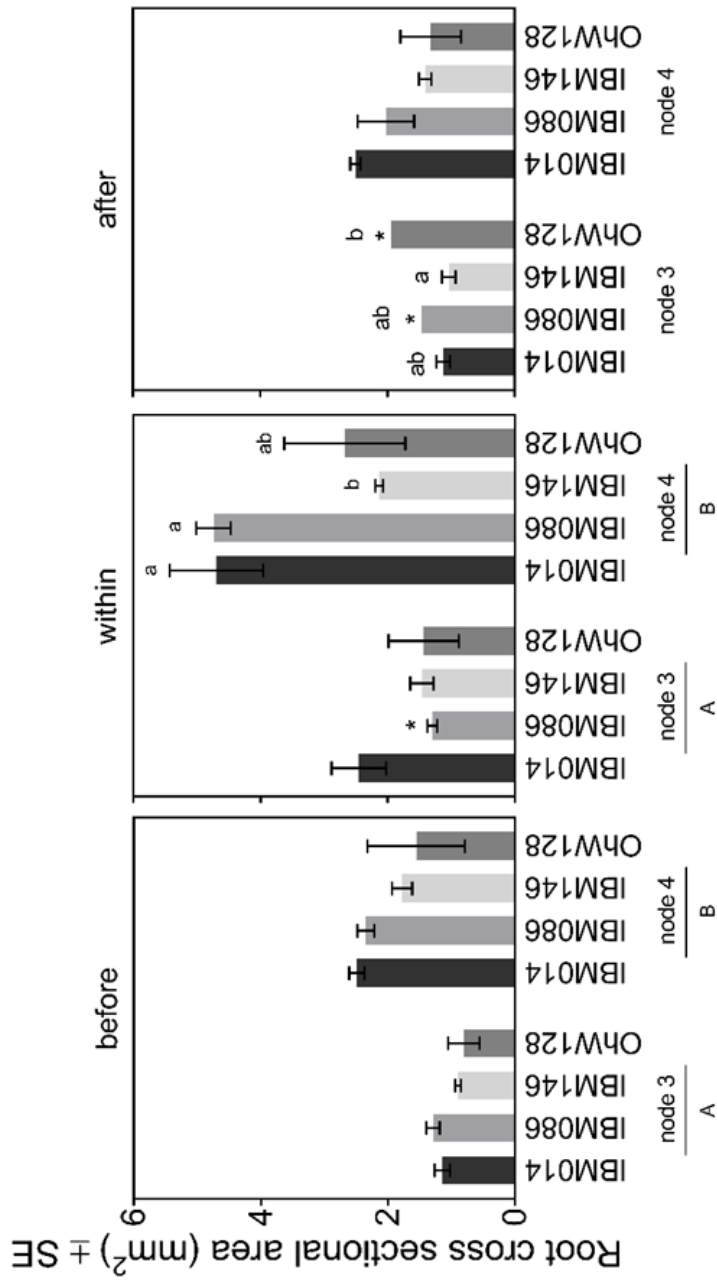 Root cross sectional area (mm²) ± SE
6
4
2
0
before
IBM014
IBM086
IBM146
OhW128
IBM014
IBM086
IBM146
OhW128
node 3
node 4
A
B
within
*
a
a
b
ab
IBM014
IBM086
IBM146
OhW128
IBM014
IBM086
IBM146
OhW128
node 3
node 4
A
B
after
ab
ab
*
a
b
*
IBM014
IBM086
IBM146
OhW128
IBM014
IBM086
IBM146
OhW128
node 3
node 4